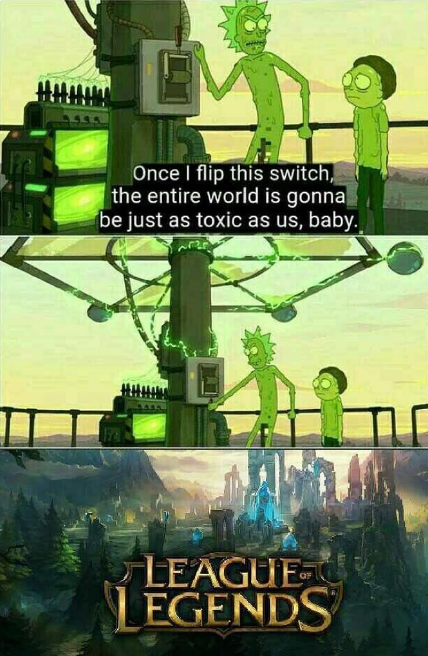 Once I flip this switch,
the entire world is gonna
be just as toxic as us, baby.
LEAGUE OF
LEGENDS